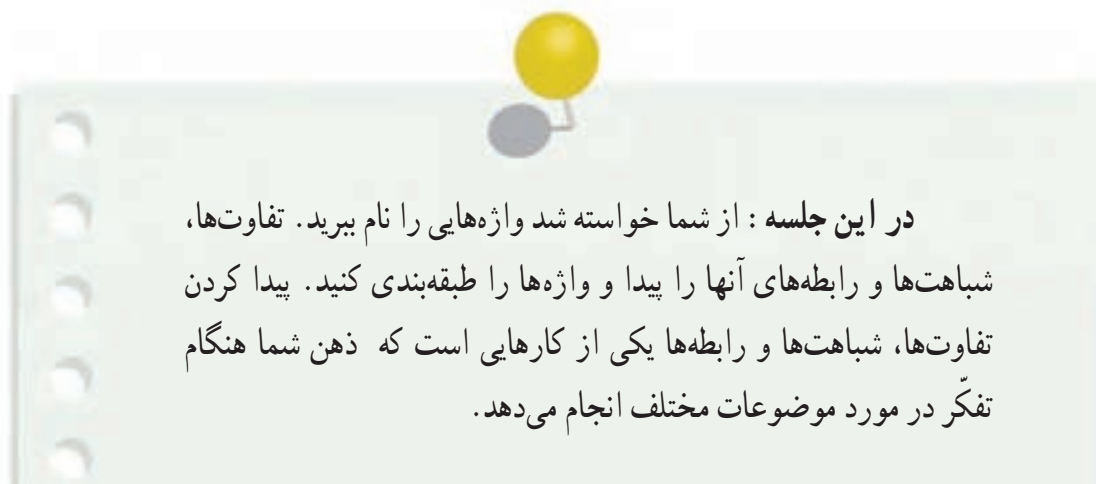 در این جلسه : از شما خواسته شد واژه‌هایی را نام ببرید. تفاوت‌ها،
شباهت‌ها و رابطه‌های آنها را پیدا و واژه‌ها را طبقه‌بندی کنید. پیدا کردن
تفاوت‌ها، شباهت‌ها و رابطه‌ها یکی از کارهایی است که ذهن شما هنگام
تفکّر در مورد موضوعات مختلف انجام می‌دهد.